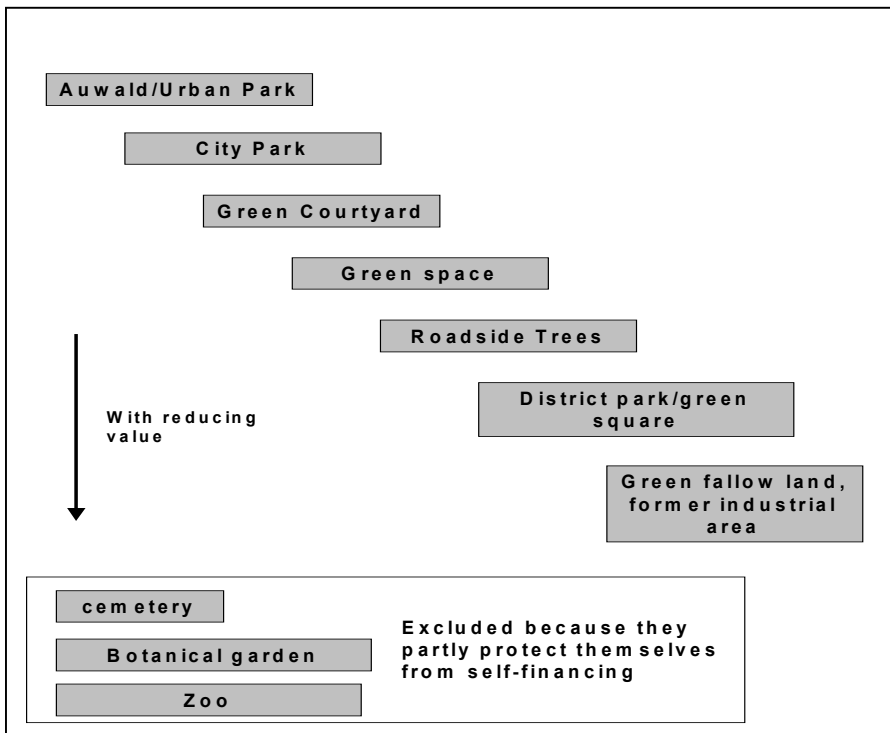 Auwald/Urban Park
City Park
Green Courtyard
Green space
Roadside Trees
District park/green
square
With reducing
value
Green fallow land,
former industrial
area
cemetery
Botanical garden
Zoo
Excluded because they
partly protect themselves
from self-financing